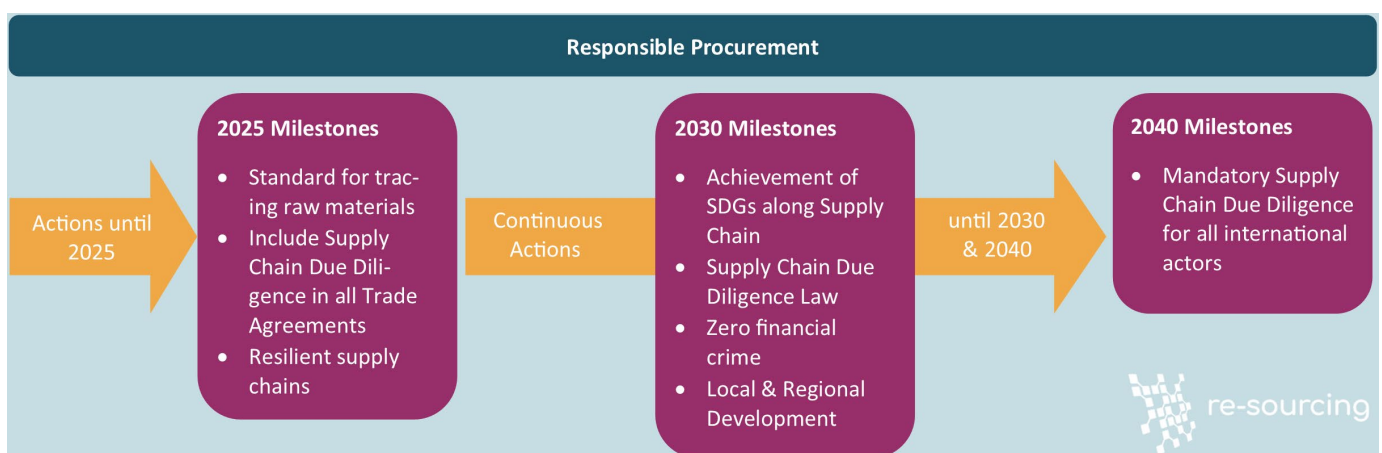 Responsible Procurement
Actions until
2025
2025 Milestones
• Standard for trac-
ing raw materials
• Include Supply
Chain Due Dili-
gence in all Trade
Agreements
• Resilient supply
chains
Continuous
Actions
2030 Milestones
• Achievement of
SDGs along Supply
Chain
• Supply Chain Due
Diligence Law
• Zero financial
crime
• Local & Regional
Development
until 2030
& 2040
2040 Milestones
• Mandatory Supply
Chain Due Diligence
for all international
actors
re-sourcing